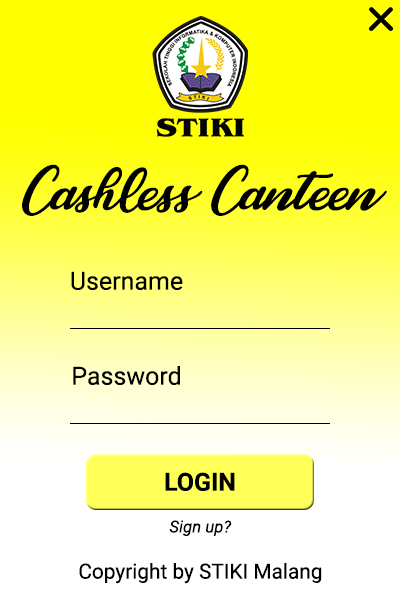 SEKOLAH TINGGI INFORMATIKA & KOMPUTER INDONESIA
STIKI
STIKI
Cashless Canteen
Username
Password
LOGIN
Sign up?
Copyright by STIKI Malang